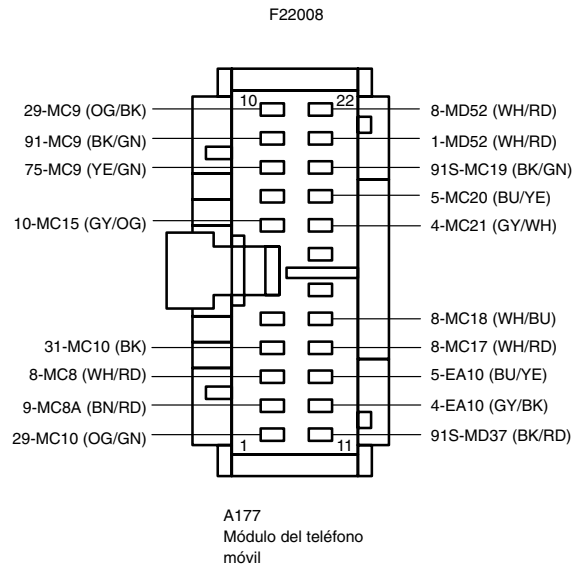 F22008
10
22
29-MC9 (OG/BK)
8-MD52 (WH/RD)
91-MC9 (BK/GN)
1-MD52 (WH/RD)
75-MC9 (YE/GN)
91S-MC19 (BK/GN)
5-MC20 (BU/YE)
10-MC15 (GY/OG)
4-MC21 (GY/WH)
8-MC18 (WH/BU)
31-MC10 (BK)
8-MC17 (WH/RD)
8-MC8 (WH/RD)
5-EA10 (BU/YE)
9-MC8A (BN/RD)
4-EA10 (GY/BK)
29-MC10 (OG/GN)
91S-MD37 (BK/RD)
1
11
A177
Módulo del teléfono
móvil